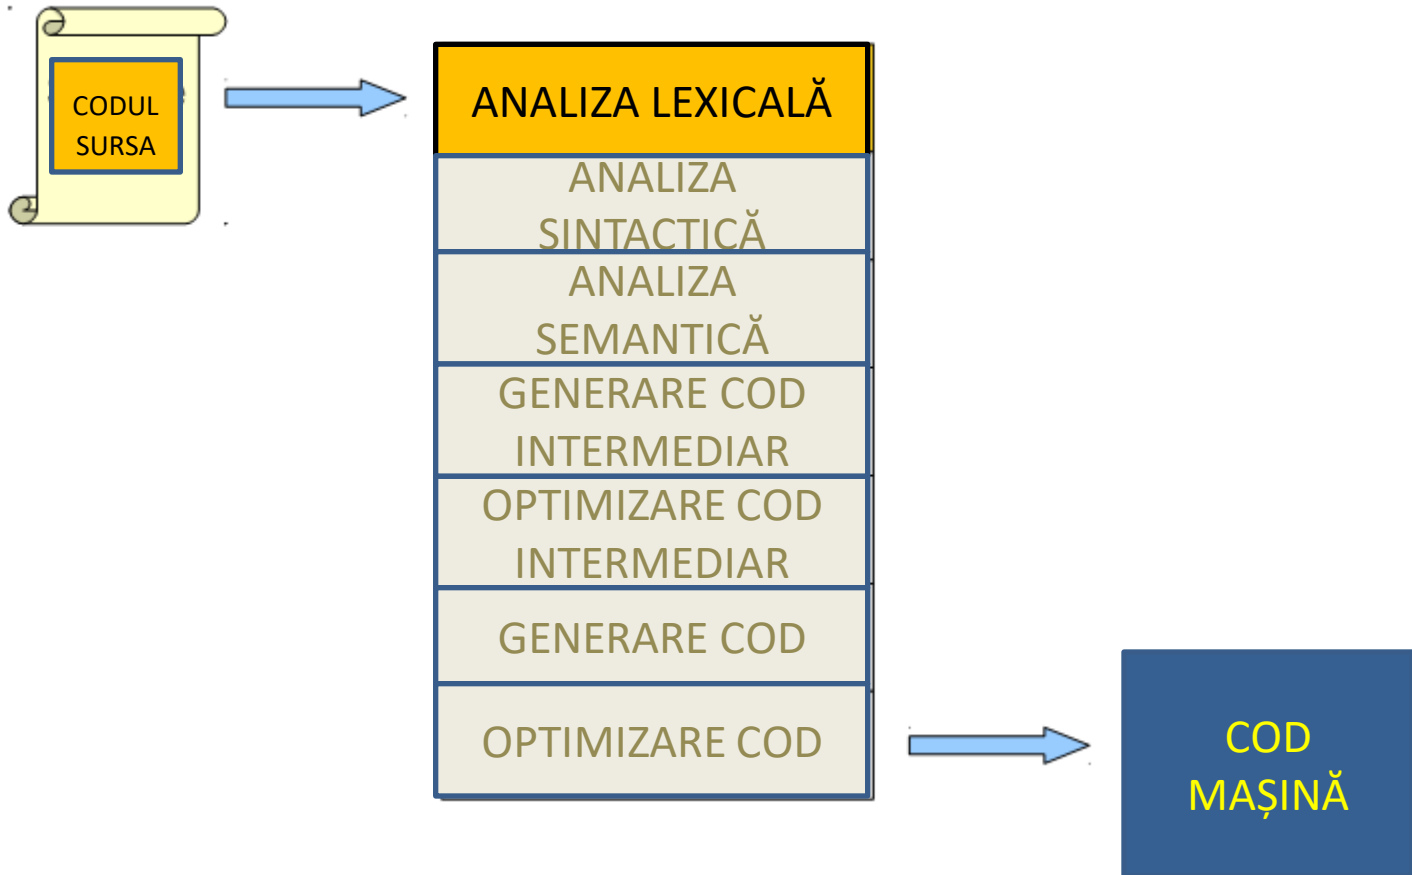 CODUL
SURSA
ANALIZA LEXICALĂ
ANALIZA
SINTACTICĂ
ANALIZA
SEMANTICĂ
GENERARE COD
INTERMEDIAR
OPTIMIZARE COD
INTERMEDIAR
GENERARE COD
OPTIMIZARE COD
COD
MAȘINĂ